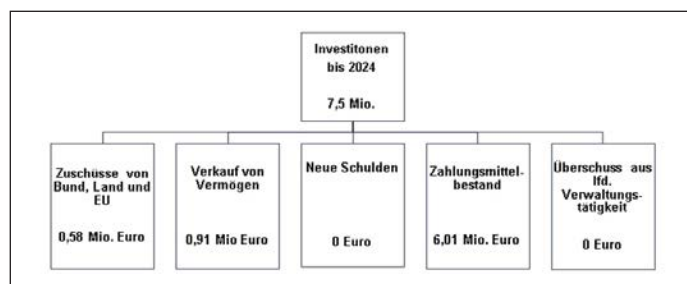 Investitonen
bis 2024
7,5 Mio.
Zuschüsse von
Bund, Land und
EU
0,58 Mio. Euro
Verkauf von
Vermögen
0,91 Mio Euro
Neue Schulden
0 Euro
Zahlungsmittel-
bestand
6,01 Mio. Euro
Überschuss aus
lfd.
Verwaltungs-
tätigkeit
0 Euro